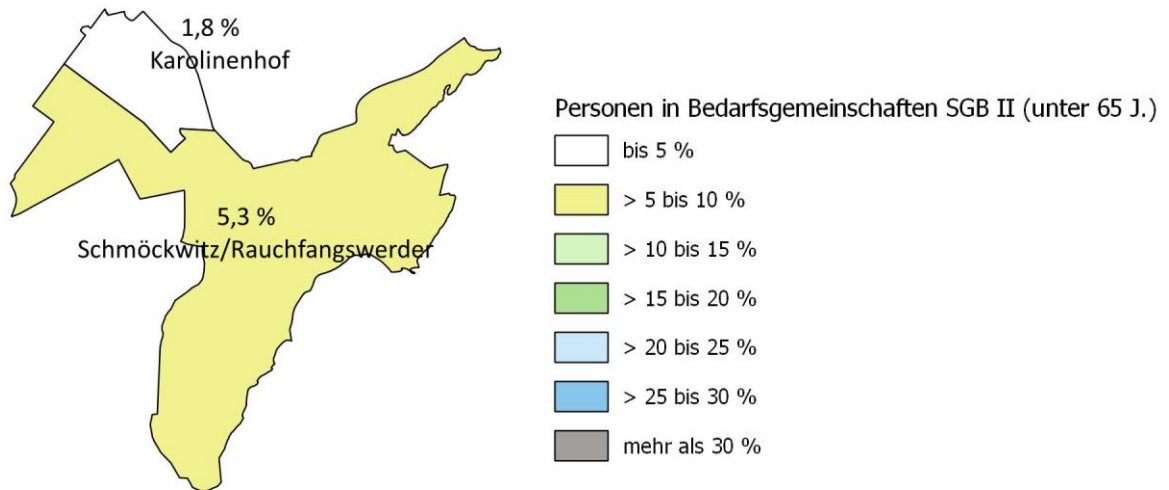 1,8 %
Karolinenhof
5,3 %
Schmöckwitz/Rauchfangswerder
Personen in Bedarfsgemeinschaften SGB II (unter 65 J.)
bis 5 %
> 5 bis 10 %
> 10 bis 15 %
> 15 bis 20 %
> 20 bis 25 %
> 25 bis 30 %
mehr als 30 %